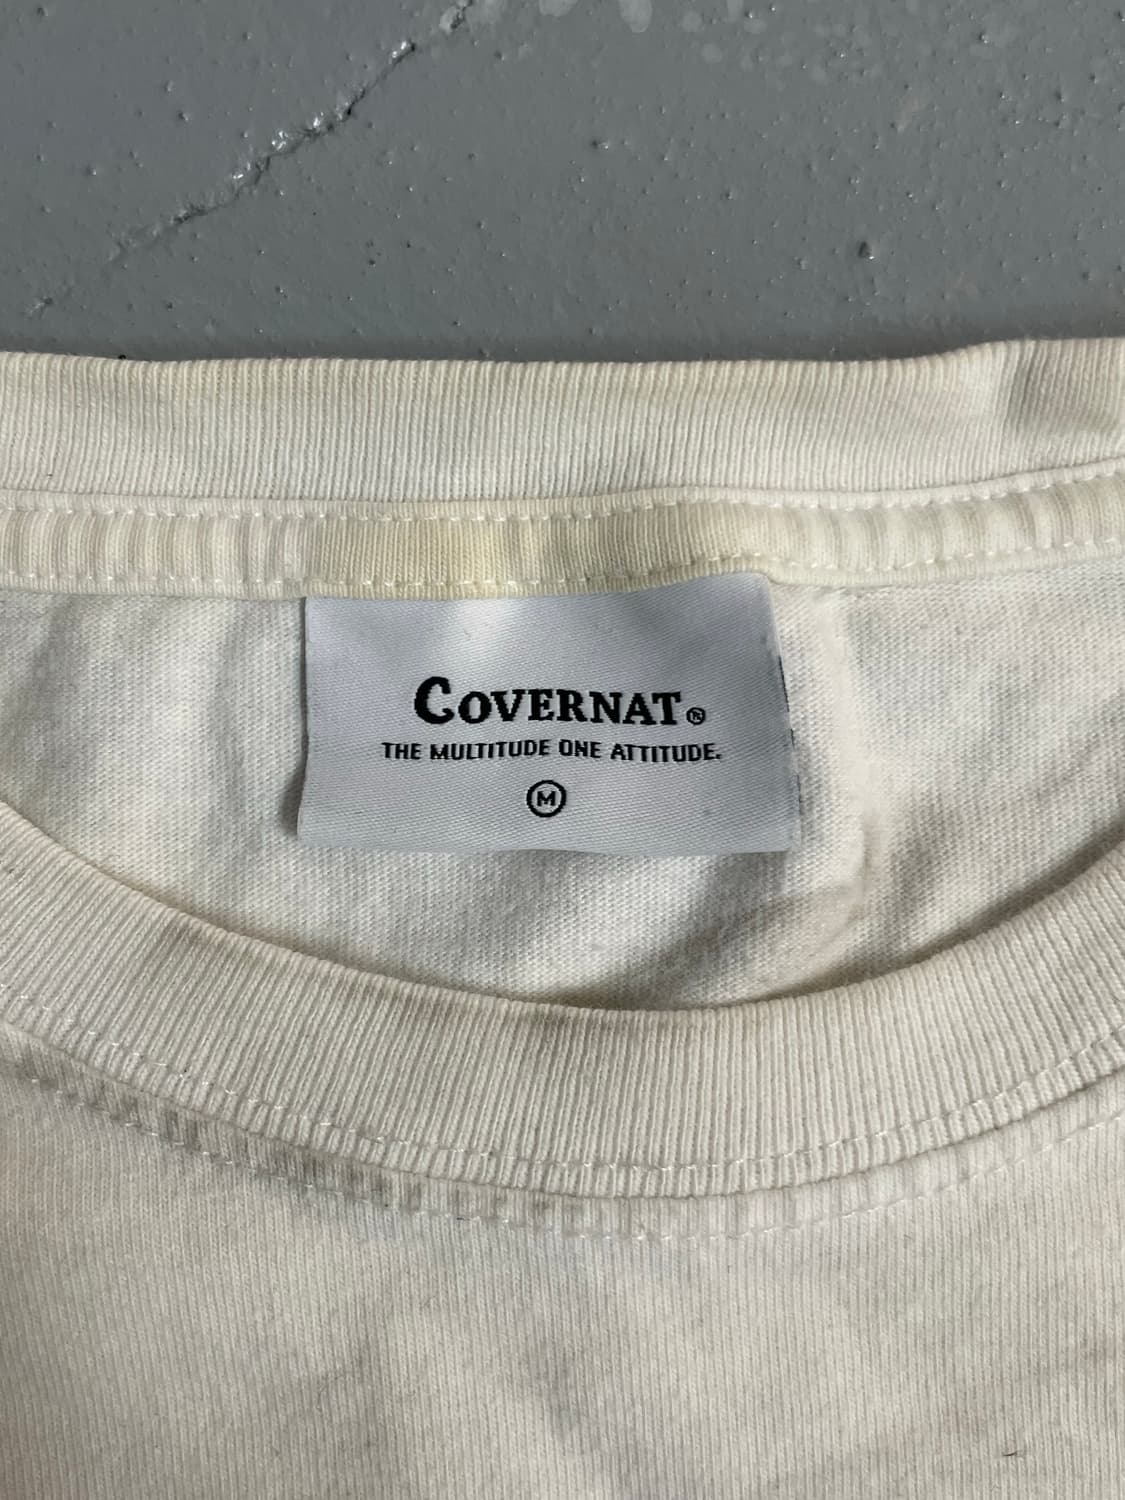 COVERNAT®
THE MULTITUDE ONE ATTITUDE.
M